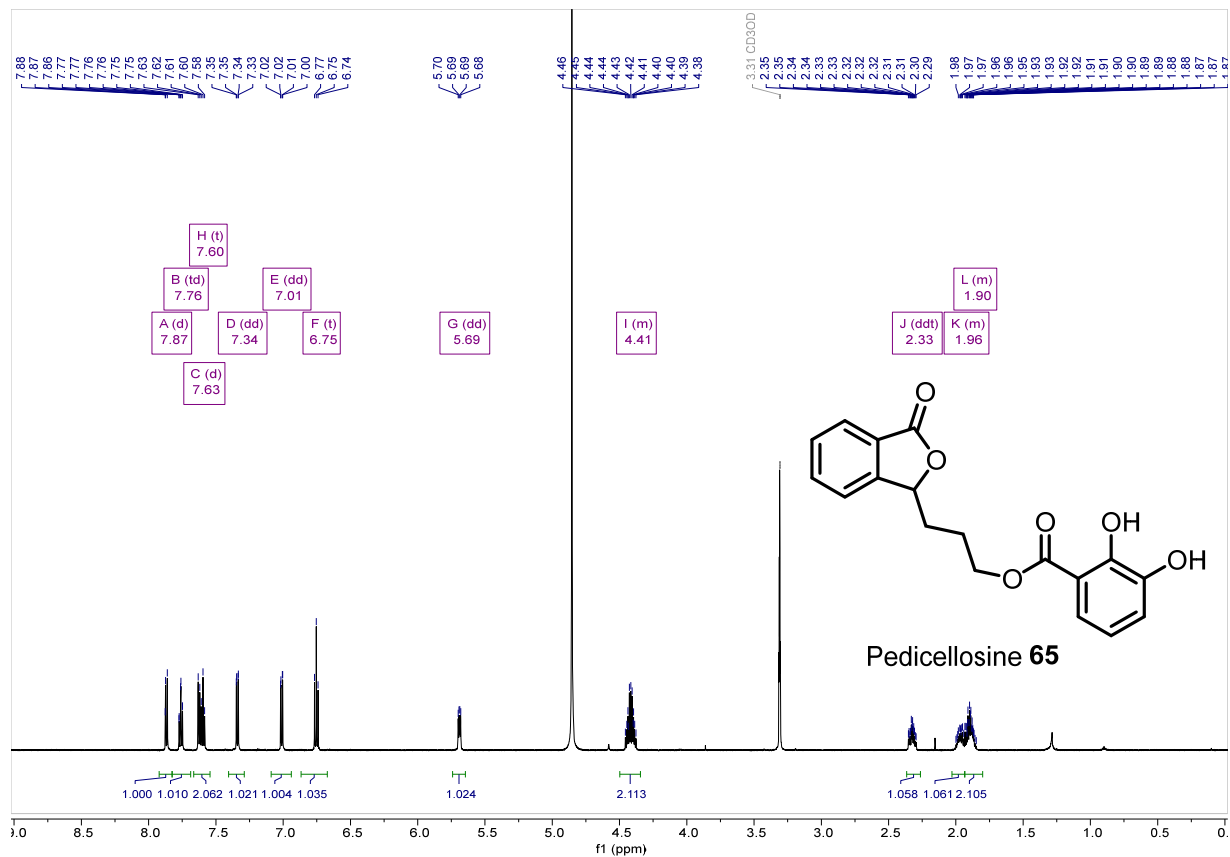 7.88 7.87 7.86 7.77 7.77 7.76 7.76 7.75 7.75 7.63 7.62 7.61 7.60 7.58 7.35 7.35 7.34 7.33 7.02 7.02 7.01 7.00 6.77 6.75 6.74 5.70 5.69 5.69 5.68 4.46 4.45 4.44 4.44 4.43 4.42 4.41 4.40 4.40 4.39 4.38 3.31 CD3OD 2.35 2.35 2.34 2.34 2.33 2.33 2.32 2.32 2.32 2.31 2.31 2.30 2.29 1.98 1.97 1.97 1.96 1.96 1.95 1.93 1.93 1.92 1.92 1.91 1.91 1.90 1.90 1.89 1.89 1.88 1.88 1.87 1.87 1.87
H (t)
7.60
B (td)
7.76
E (dd)
7.01
L (m)
1.90
A (d)
7.87
D (dd)
7.34
F (t)
6.75
G (dd)
5.69
I (m)
4.41
J (ddt)
2.33
K (m)
1.96
C (d)
7.63
O
O
O
O
OH
OH
Pedicellosine 65
1.000 1.010 2.062 1.021 1.004 1.035 1.024 2.113 1.058 1.061 2.105
8.5 8.0 7.5 7.0 6.5 6.0 5.5 5.0 4.5 4.0 3.5 3.0 2.5 2.0 1.5 1.0 0.5
f1 (ppm)